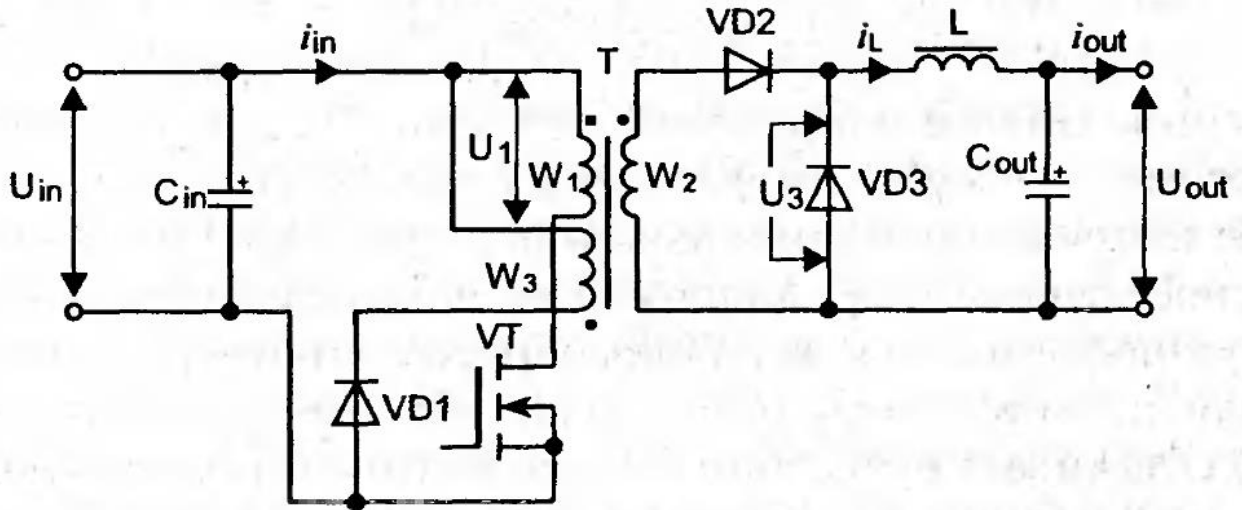 VD2
L
i_in
T
i_L
i_out
U_in
C_in
+
U_1
W_1
W_2
U_3
VD3
C_out
+
U_out
W_3
VT
VD1